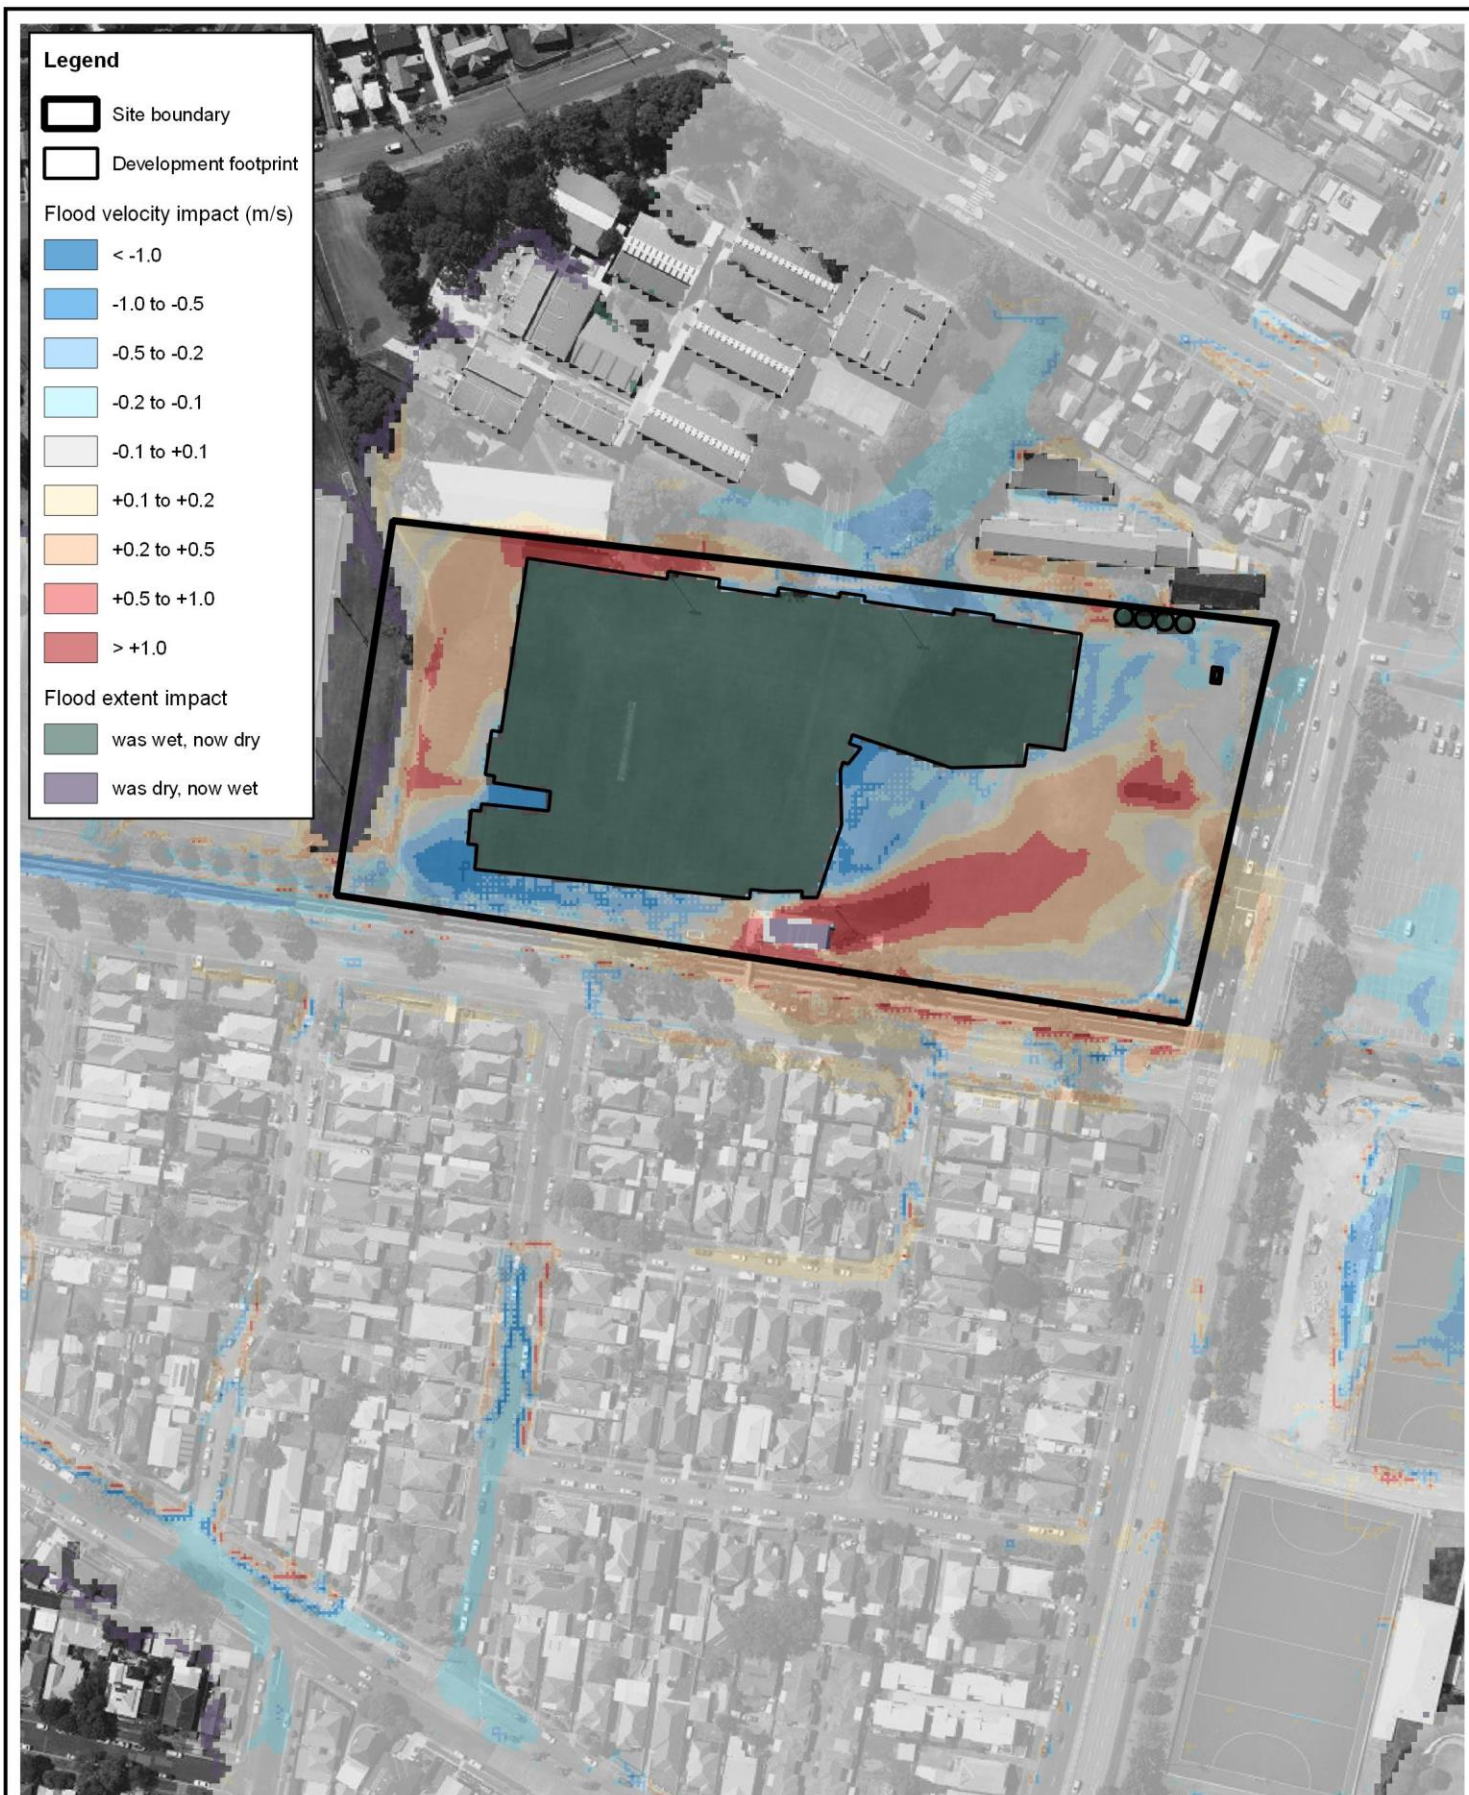 Legend
Site boundary
Development footprint
Flood velocity impact (m/s)
< -1.0
-1.0 to -0.5
-0.5 to -0.2
-0.2 to -0.1
-0.1 to +0.1
+0.1 to +0.2
+0.2 to +0.5
+0.5 to +1.0
> +1.0
Flood extent impact
was wet, now dry
was dry, now wet